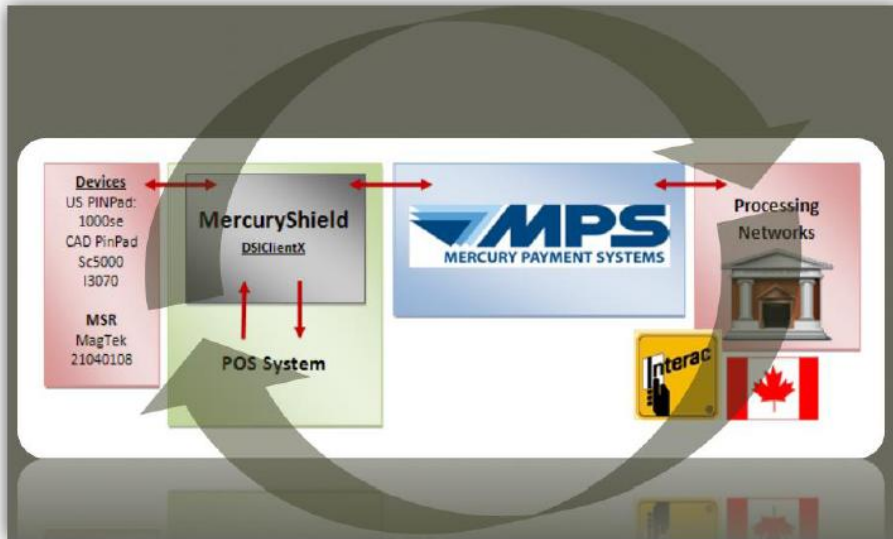 Devices
US PINPad:
1000se
CAD PinPad
Sc5000
I3070
MSR
MagTek
21040108
MercuryShield
DSIClientX
POS System
MPS
MERCURY PAYMENT SYSTEMS
Processing
Networks
Interac